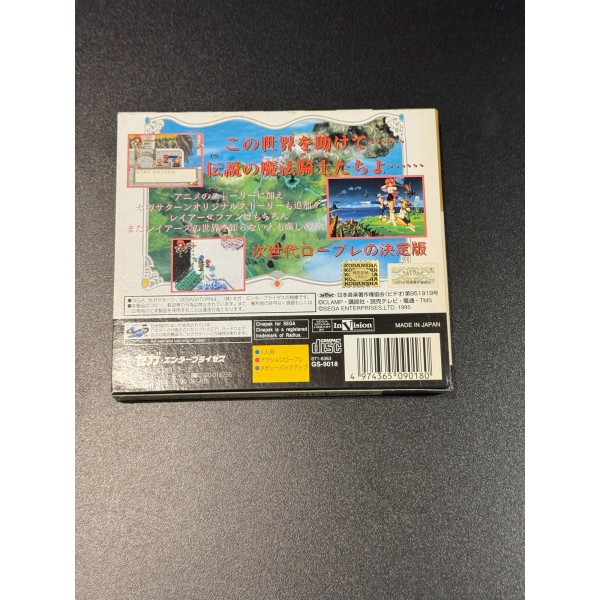 この世界を助けて……
伝説の魔法騎士たちよ……
アニメのストーリーに加え
セガサターンオリジナルストーリーも追加!
レイアースファンはもちろん
まだレイアースの世界を知らない人も楽しめる
次世代ロープレの決定版
KODANSHA
KODANSHA
KODANSHA
日本音楽著作権協会(ビデオ)第9519194号
©CLAMP・講談社・読売テレビ・電通・TMS
©SEGA ENTERPRISES,LTD. 1995
Cinepak for SEGA
Cinepak is a registered
trademark of Radius.
InVision
MADE IN JAPAN
エンタープライゼス
1人用
アクションロープレ
メモリーバックアップ
COMPACT
disc
671-6363
GS-9018
4 974365 090180